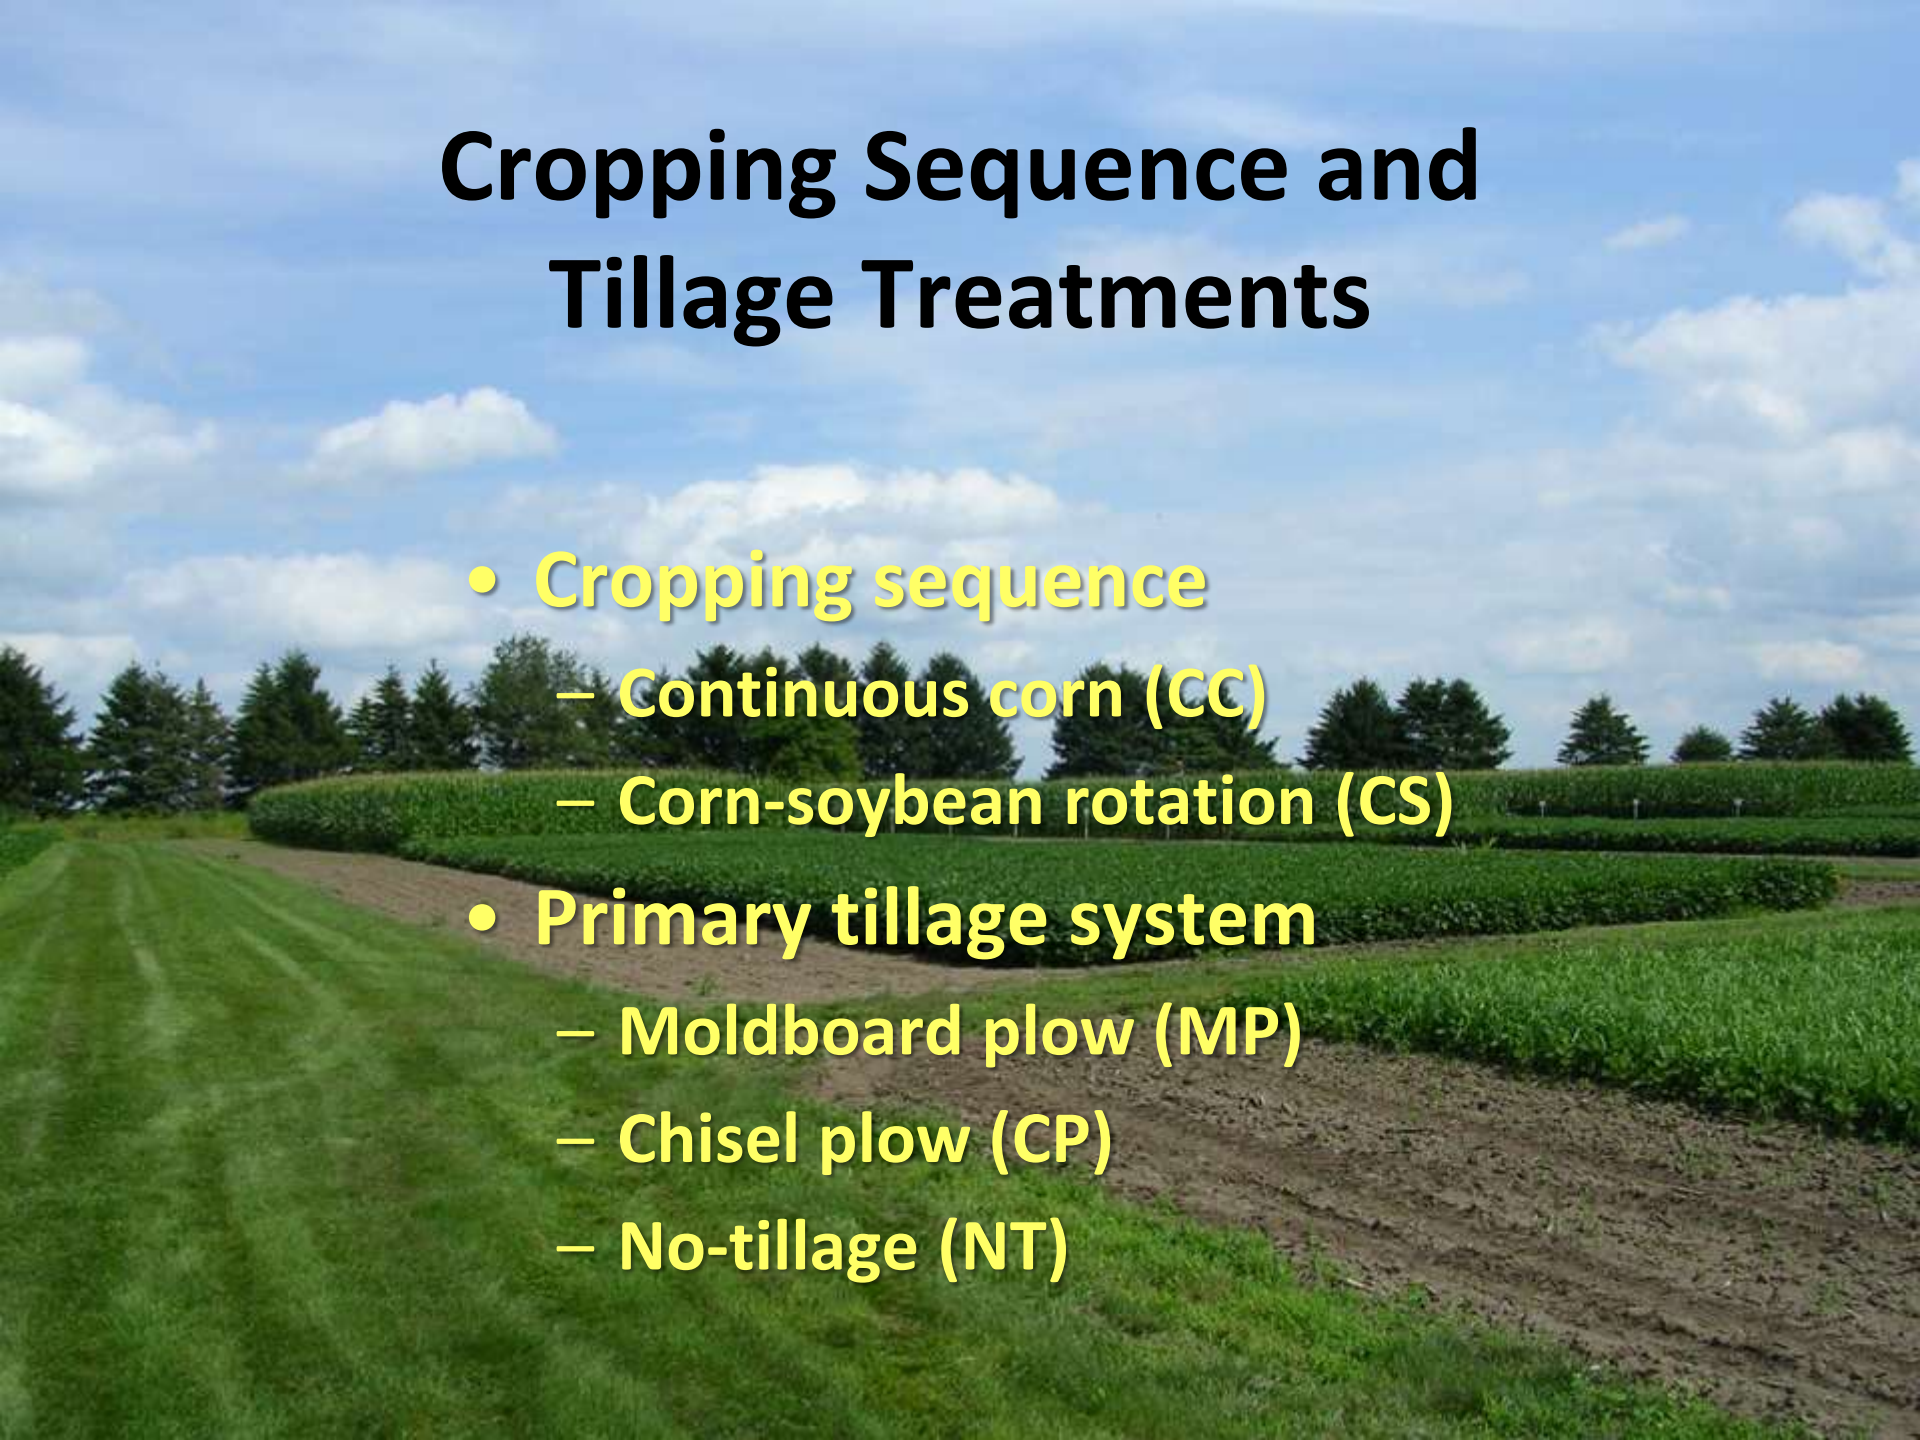 Cropping Sequence and
Tillage Treatments
• Cropping sequence
– Continuous corn (CC)
– Corn-soybean rotation (CS)
• Primary tillage system
– Moldboard plow (MP)
– Chisel plow (CP)
– No-tillage (NT)